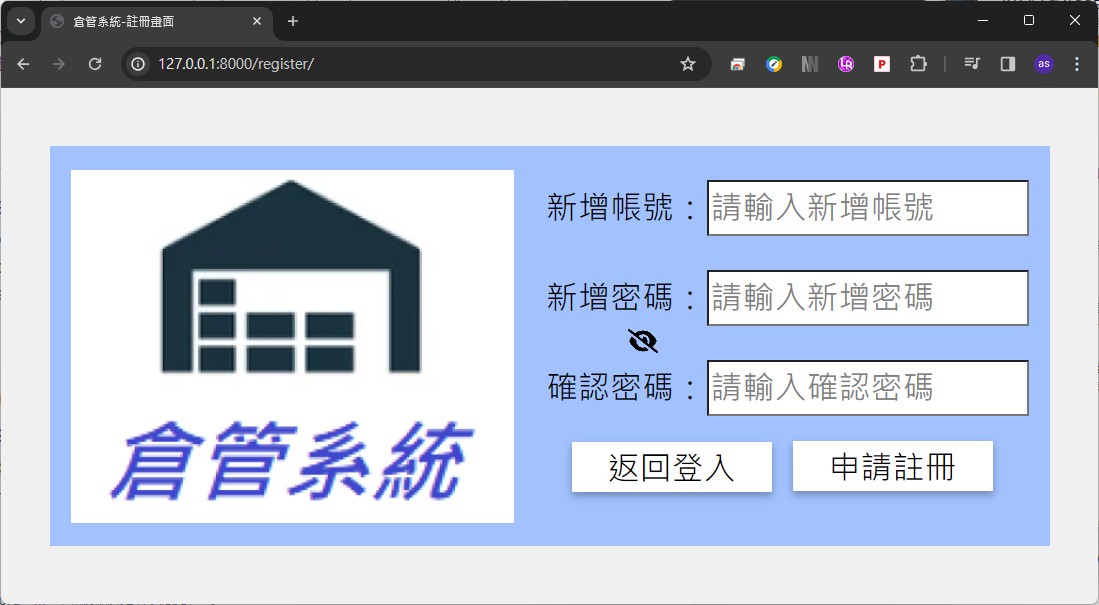 倉管系統-註冊畫面
127.0.0.1:8000/register/
as
新增帳號：
請輸入新增帳號
新增密碼：
請輸入新增密碼
確認密碼：
請輸入確認密碼
倉管系統
返回登入
申請註冊